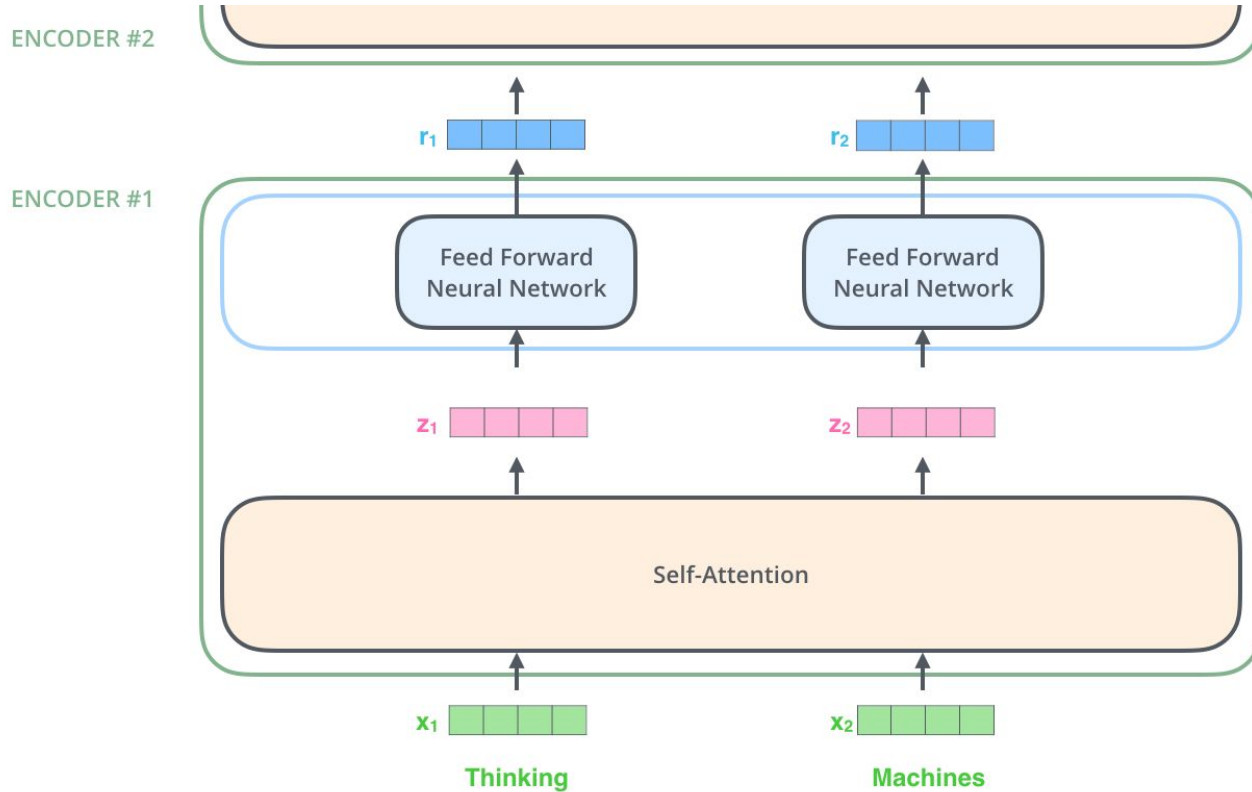 ENCODER #2
r₁
r₂
ENCODER #1
Feed Forward
Neural Network
Feed Forward
Neural Network
z₁
z₂
Self-Attention
x₁
x₂
Thinking
Machines